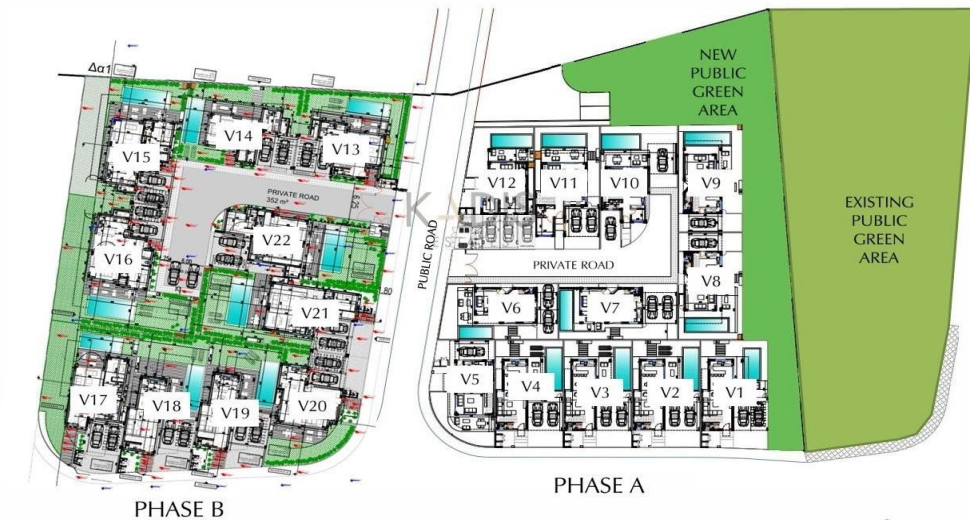 Δα1
V14
V13
V15
PRIVATE ROAD
352 m²
V22
V16
V21
V17
V18
V19
V20
PHASE B
PUBLIC ROAD
NEW
PUBLIC
GREEN
AREA
EXISTING
PUBLIC
GREEN
AREA
V12
V11
V10
V9
PRIVATE ROAD
V8
V6
V7
V5
V4
V3
V2
V1
PHASE A